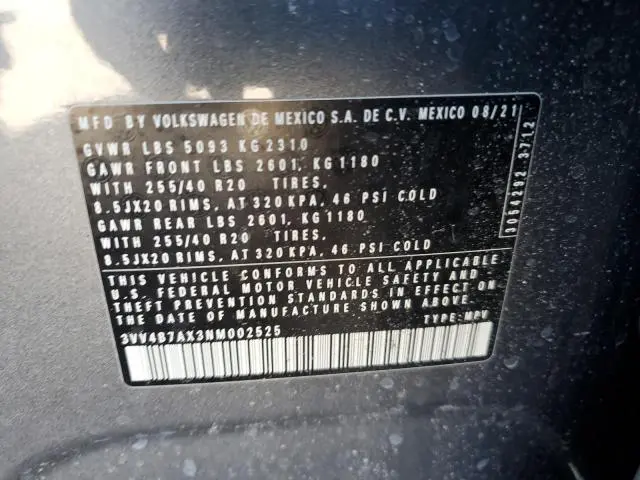 MFD BY VOLKSWAGEN DE MEXICO S.A. DE C.V. MEXICO 08/21
GVWR LBS 5093 KG 2310
GAWR FRONT LBS 2601, KG 1180
WITH 255/40 R20 TIRES,
8.5JX20 RIMS, AT 320 KPA, 46 PSI COLD
GAWR REAR LBS 2601, KG 1180
WITH 255/40 R20 TIRES,
8.5JX20 RIMS, AT 320 KPA, 46 PSI COLD
THIS VEHICLE CONFORMS TO ALL APPLICABLE
U.S. FEDERAL MOTOR VEHICLE SAFETY AND
THEFT PREVENTION STANDARDS IN EFFECT ON
THE DATE OF MANUFACTURE SHOWN ABOVE.
3VV4B7AX3NM002525 TYPE: MPV
3054292 3712